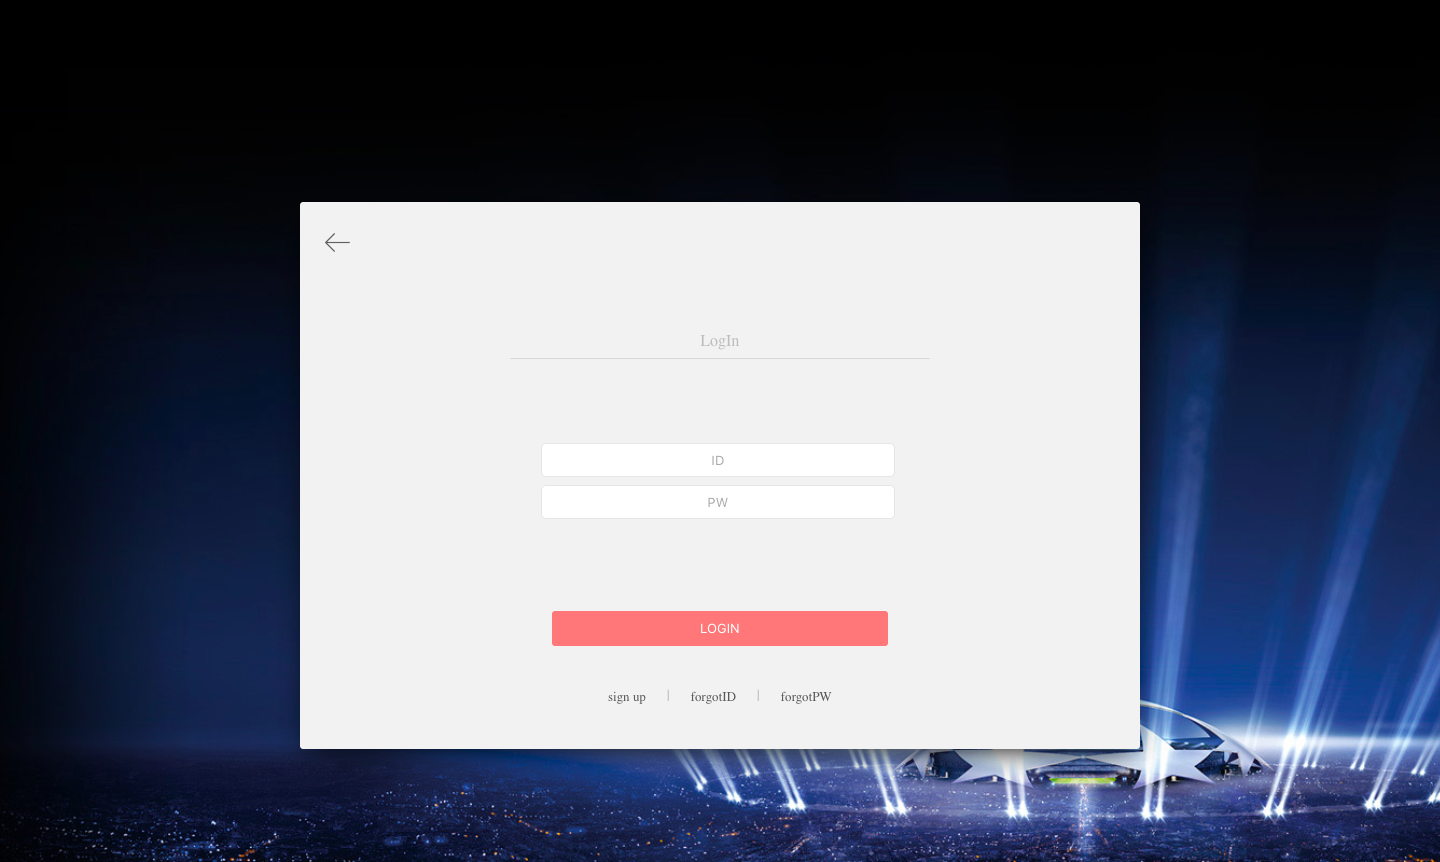 LogIn
ID
PW
LOGIN
sign up | forgotID | forgotPW